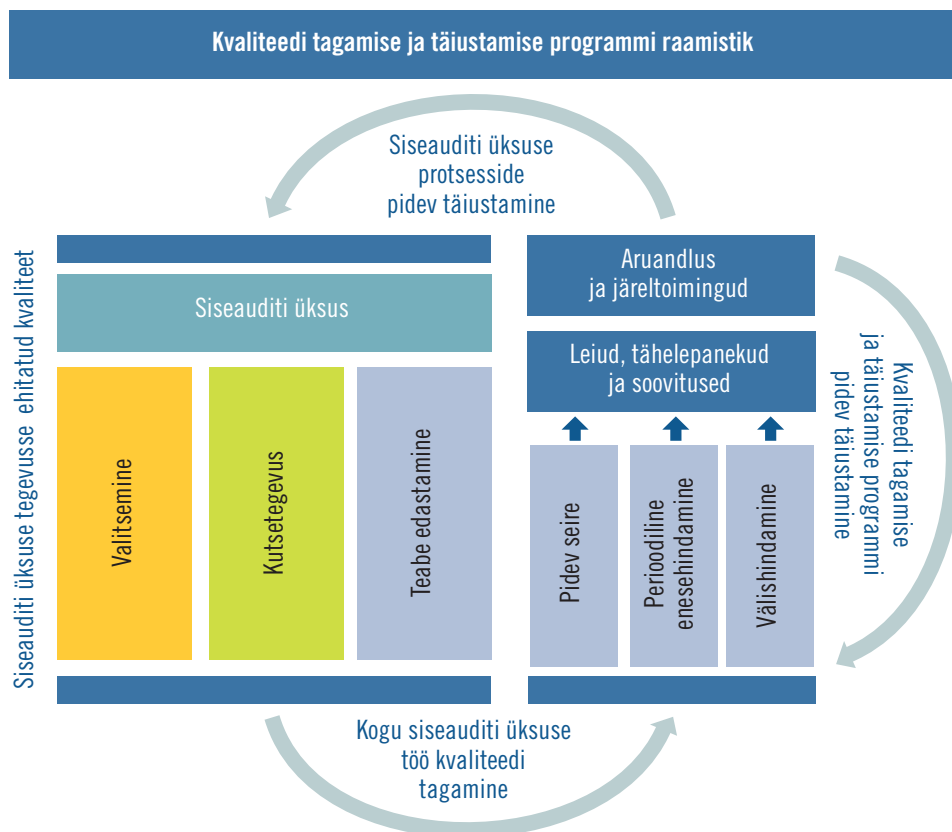 Kvaliteedi tagamise ja täiustamise programmi raamistik
Siseauditi üksuse
protsesside
pidev täiustamine
Siseauditi üksuse tegevusse ehitatud kvaliteet
Siseauditi üksus
Valitsemine
Kutsetegevus
Teabe edastamine
Aruandlus
ja järeltoimingud
Leiud, tähelepanekud
ja soovitused
Pidev seire
Perioodiline
enesehindamine
Välishindamine
Kvaliteedi tagamise
ja täiustamise programmi
pidev täiustamine
Kogu siseauditi üksuse
töö kvaliteedi
tagamine